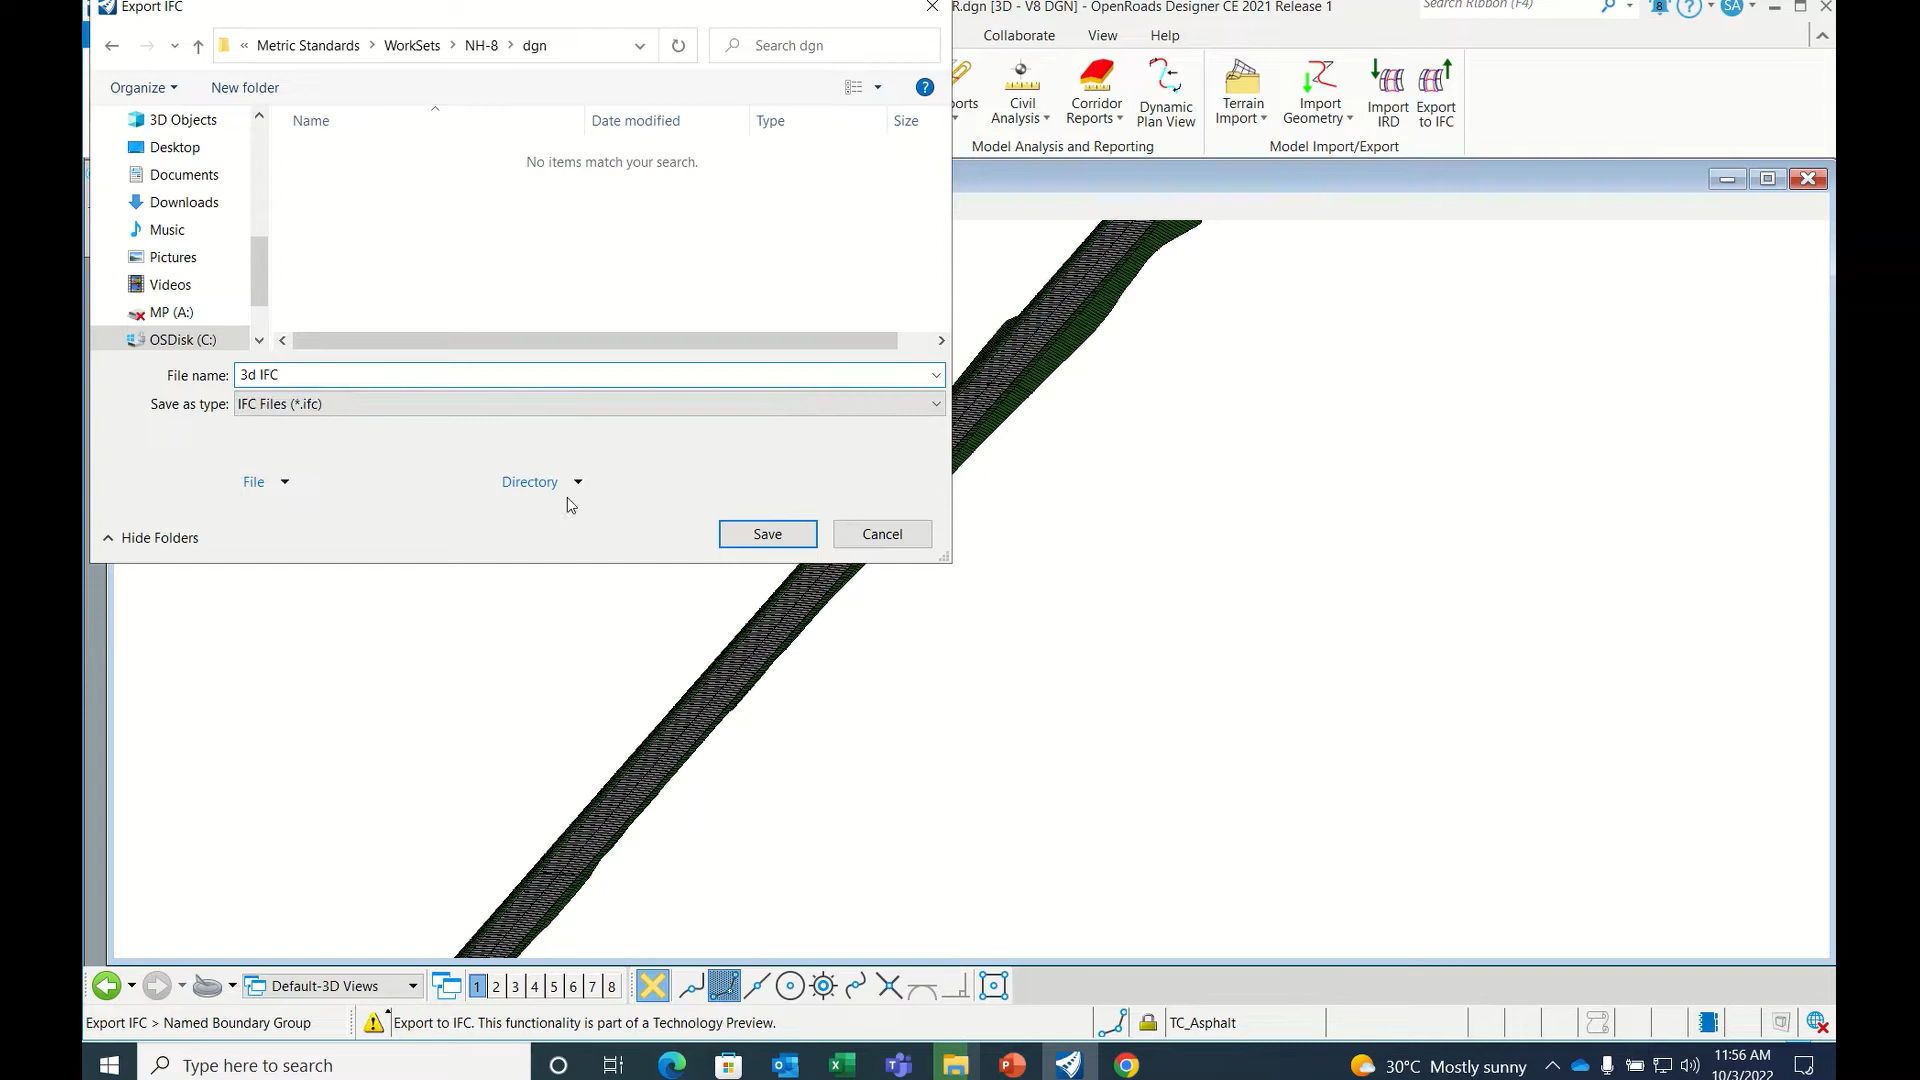 Export IFC
R.dgn [3D - V8 DGN] - OpenRoads Designer CE 2021 Release 1
Search Ribbon (F4)
SA
« Metric Standards > WorkSets > NH-8 > dgn
Search dgn
Collaborate View Help
Organize New folder
orts
Civil Analysis
Corridor Reports
Dynamic Plan View
Terrain Import
Import Geometry
Import IRD
Export to IFC
Model Analysis and Reporting
Model Import/Export
Name Date modified Type Size
No items match your search.
3D Objects
Desktop
Documents
Downloads
Music
Pictures
Videos
MP (A:)
OSDisk (C:)
File name: 3d IFC
Save as type: IFC Files (*.ifc)
File Directory
Hide Folders
Save Cancel
Default-3D Views
1 2 3 4 5 6 7 8
Export IFC > Named Boundary Group
Export to IFC. This functionality is part of a Technology Preview.
TC_Asphalt
Type here to search
30°C Mostly sunny
11:56 AM
10/3/2022